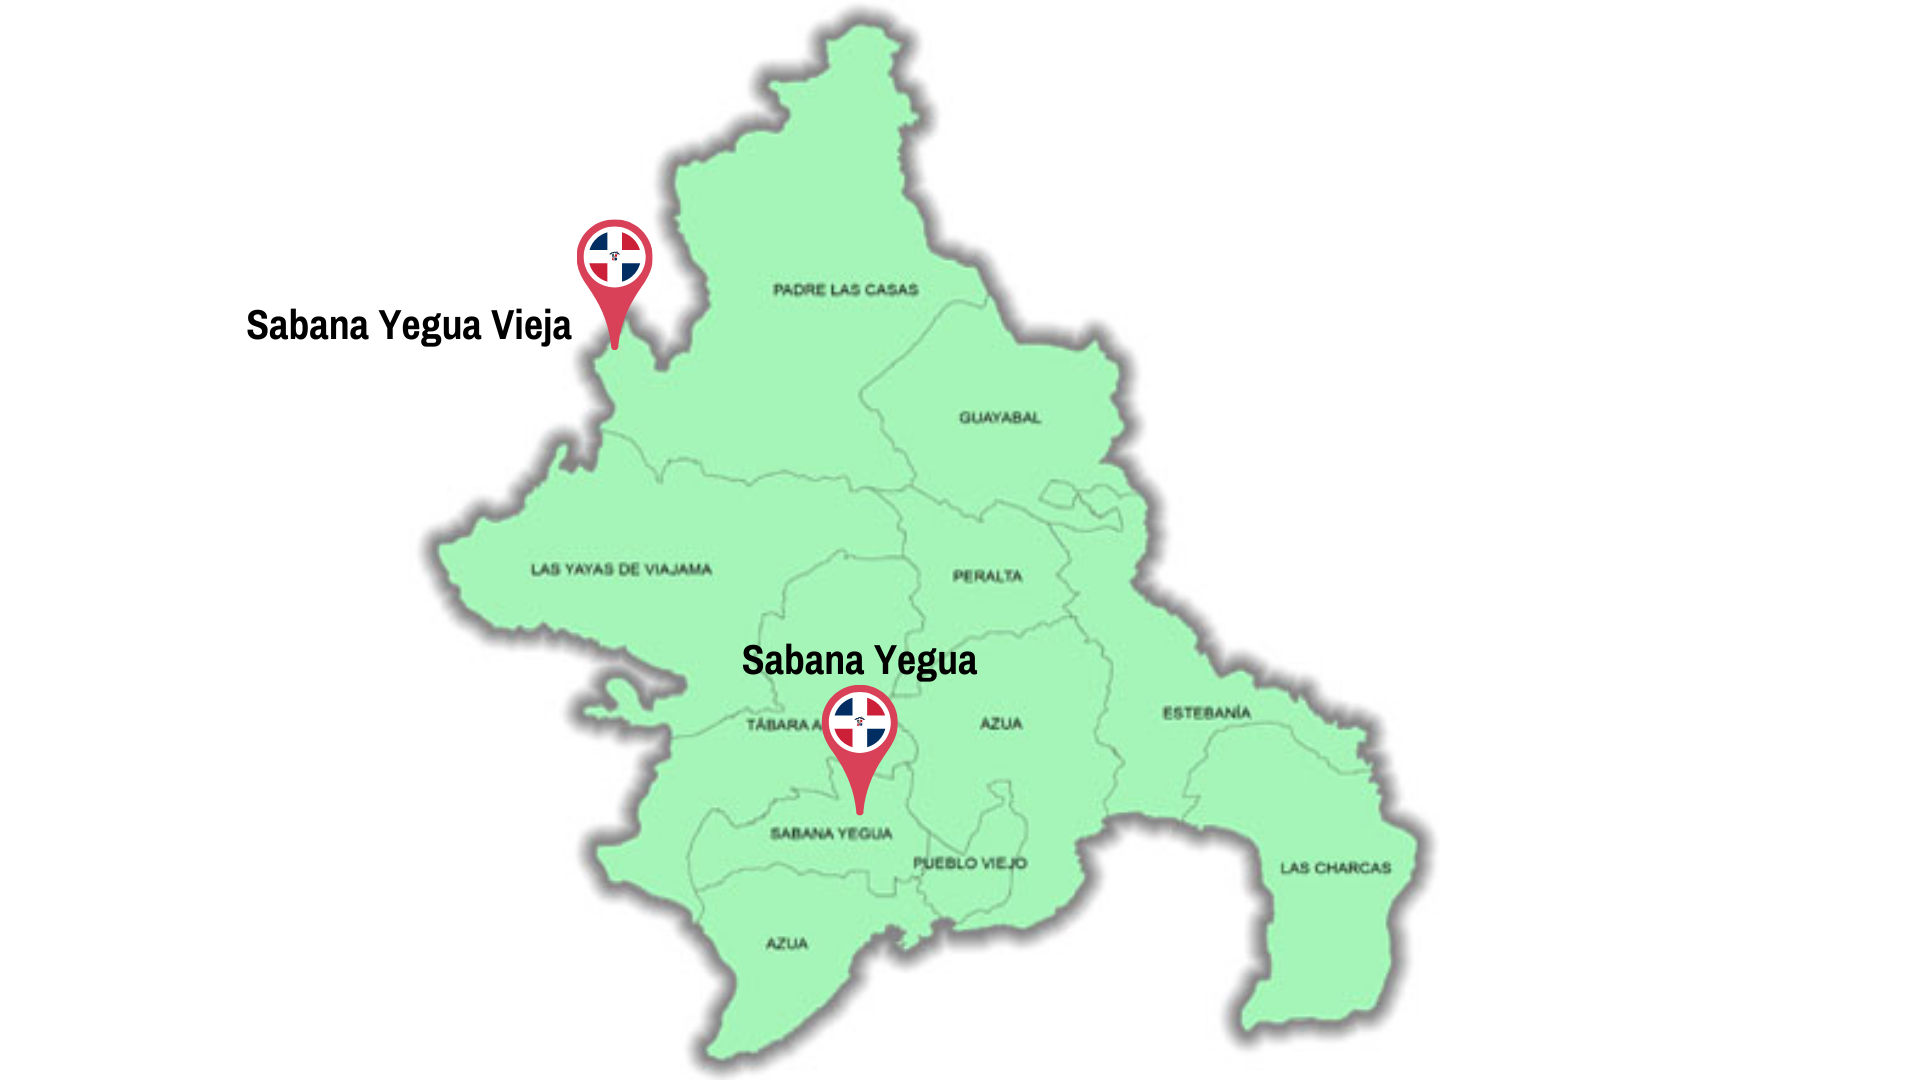 PADRE LAS CASAS
Sabana Yegua Vieja
GUAYABAL
LAS YAYAS DE VIAJAMA
PERALTA
Sabana Yegua
ESTEBANÍA
TÁBARA A
AZUA
SABANA YEGUA
PUEBLO VIEJO
LAS CHARCAS
AZUA